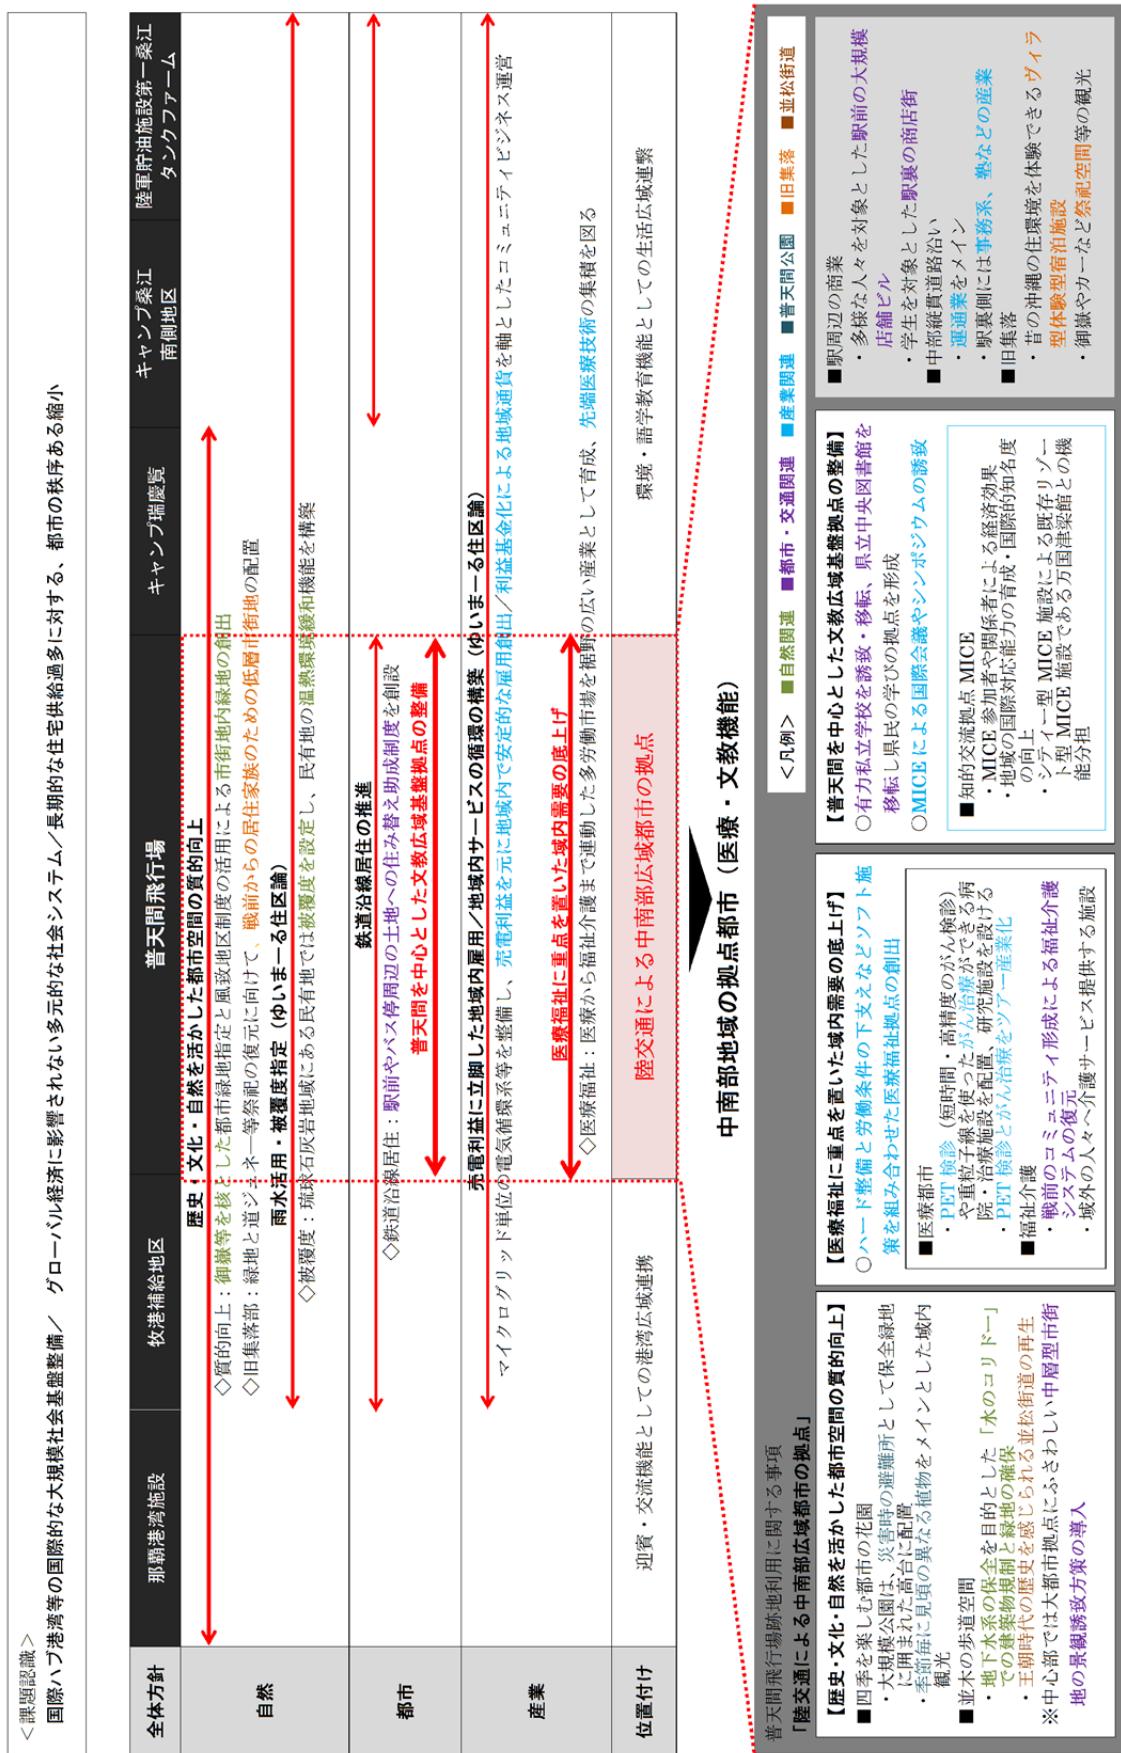 ＜課題認識＞
国際ハブ港湾等の国際的な大規模社会基盤整備／　グローバル経済に影響されない多元的な社会システム／長期的な住宅供給過多に対する、都市の秩序ある縮小
全体方針
那覇港湾施設
牧港補給地区
普天間飛行場
キャンプ瑞慶覧
キャンプ桑江
南側地区
陸軍貯油施設第一桑江
タンクファーム
自然
歴史・文化・自然を活かした都市空間の質的向上
◇質的向上：御嶽等を核とした都市緑地指定と風致地区制度の活用による市街地内緑地の創出
◇旧集落部：緑地と道ジュネ―等祭祀の復元に向けて、戦前からの居住家族のための低層市街地の配置
雨水活用・被覆度指定（ゆいまーる住区論）
◇被覆度：琉球石灰岩地域にある民有地では被覆度を設定し、民有地の温熱環境緩和機能を構築
都市
鉄道沿線居住の推進
◇鉄道沿線居住：駅前やバス停周辺の土地への住み替え助成制度を創設
普天間を中心とした文教広域基盤拠点の整備
産業
売電利益に立脚した地域内雇用／地域内サービスの循環の構築（ゆいまーる住区論）
マイクログリッド単位の電気循環系等を整備し、売電利益を元に地域内で安定的な雇用創出／利益基金化による地域通貨を軸としたコミュニティビジネス運営
医療福祉に重点を置いた域内需要の底上げ
◇医療福祉：医療から福祉介護まで連動した多労働市場を裾野の広い産業として育成、先端医療技術の集積を図る
位置付け
迎賓・交流機能としての港湾広域連携
陸交通による中南部広域都市の拠点
環境・語学教育機能としての生活広域連繋
中南部地域の拠点都市（医療・文教機能）
普天間飛行場跡地利用に関する事項
「陸交通による中南部広域都市の拠点」
＜凡例＞　■自然関連　■都市・交通関連　■産業関連　■普天間公園　■旧集落　■並松街道
【歴史・文化・自然を活かした都市空間の質的向上】
■四季を楽しむ都市の花園
・大規模公園は、災害時の避難所として保全緑地
に囲まれた高台に配置
・季節毎に見頃の異なる植物をメインとした域内
観光
■並木の歩道空間
・地下水系の保全を目的とした「水のコリドー」
での建築物規制と緑地の確保
・王朝時代の歴史を感じられる並松街道の再生
※中心部では大都市拠点にふさわしい中層型市街
地の景観誘致方策の導入
【医療福祉に重点を置いた域内需要の底上げ】
○ハード整備と労働条件の下支えなどソフト施
策を組み合わせた医療福祉拠点の創出
■医療都市
・PET 検診（短時間・高精度のがん検診）
や重粒子線を使ったがん治療ができる病
院・治療施設を配置、研究施設を設ける
・PET 検診とがん治療をツアー産業化
■福祉介護
・戦前のコミュニティ形成による福祉介護
システムの復元
・域外の人々へ介護サービス提供する施設
【普天間を中心とした文教広域基盤拠点の整備】
○有力私立学校を誘致・移転、県立中央図書館を
移転し県民の学びの拠点を形成
○MICE による国際会議やシンポジウムの誘致
■知的交流拠点 MICE
・MICE 参加者や関係者による経済効果
・地域の国際対応能力の育成・国際的知名度
の向上
・シティー型 MICE 施設による既存リゾー
ト型 MICE 施設である万国津梁館との機
能分担
■駅周辺の商業
・多様な人々を対象とした駅前の大規模
店舗ビル
・学生を対象とした駅裏の商店街
■中部縦貫道路沿い
・運通業をメイン
・駅裏側には事務系、塾などの産業
■旧集落
・昔の沖縄の住環境を体験できるヴィラ
型体験型宿泊施設
・御嶽やカーなど祭祀空間等の観光